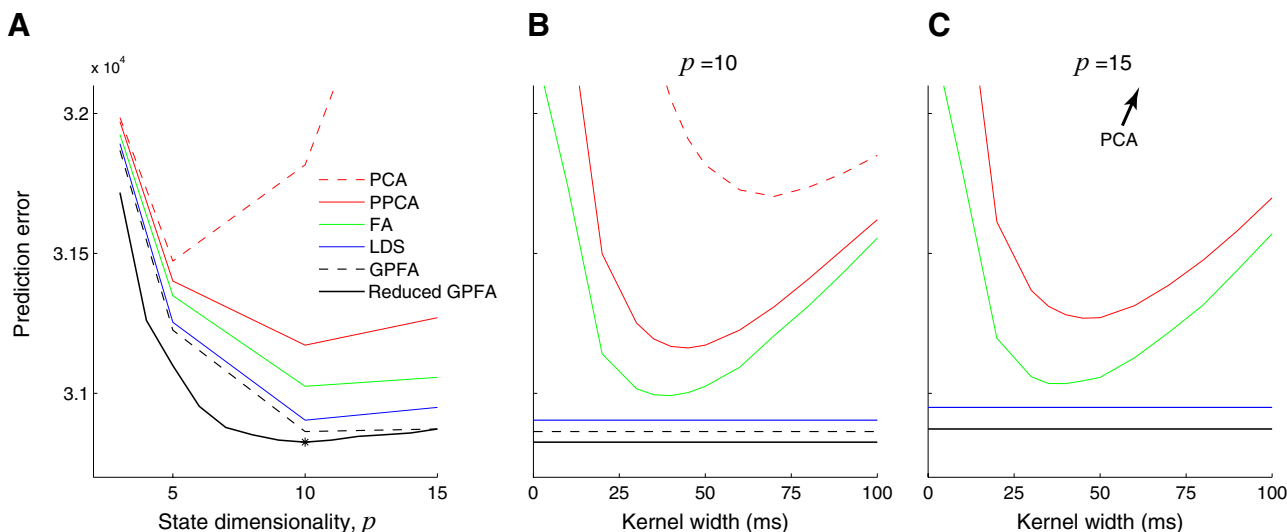 A
B
C
x 10⁴
p =10
p =15
3.2
3.15
3.1
Prediction error
5
10
15
State dimensionality, p
PCA
PPCA
FA
LDS
GPFA
Reduced GPFA
0
25
50
75
100
Kernel width (ms)
PCA
0
25
50
75
100
Kernel width (ms)